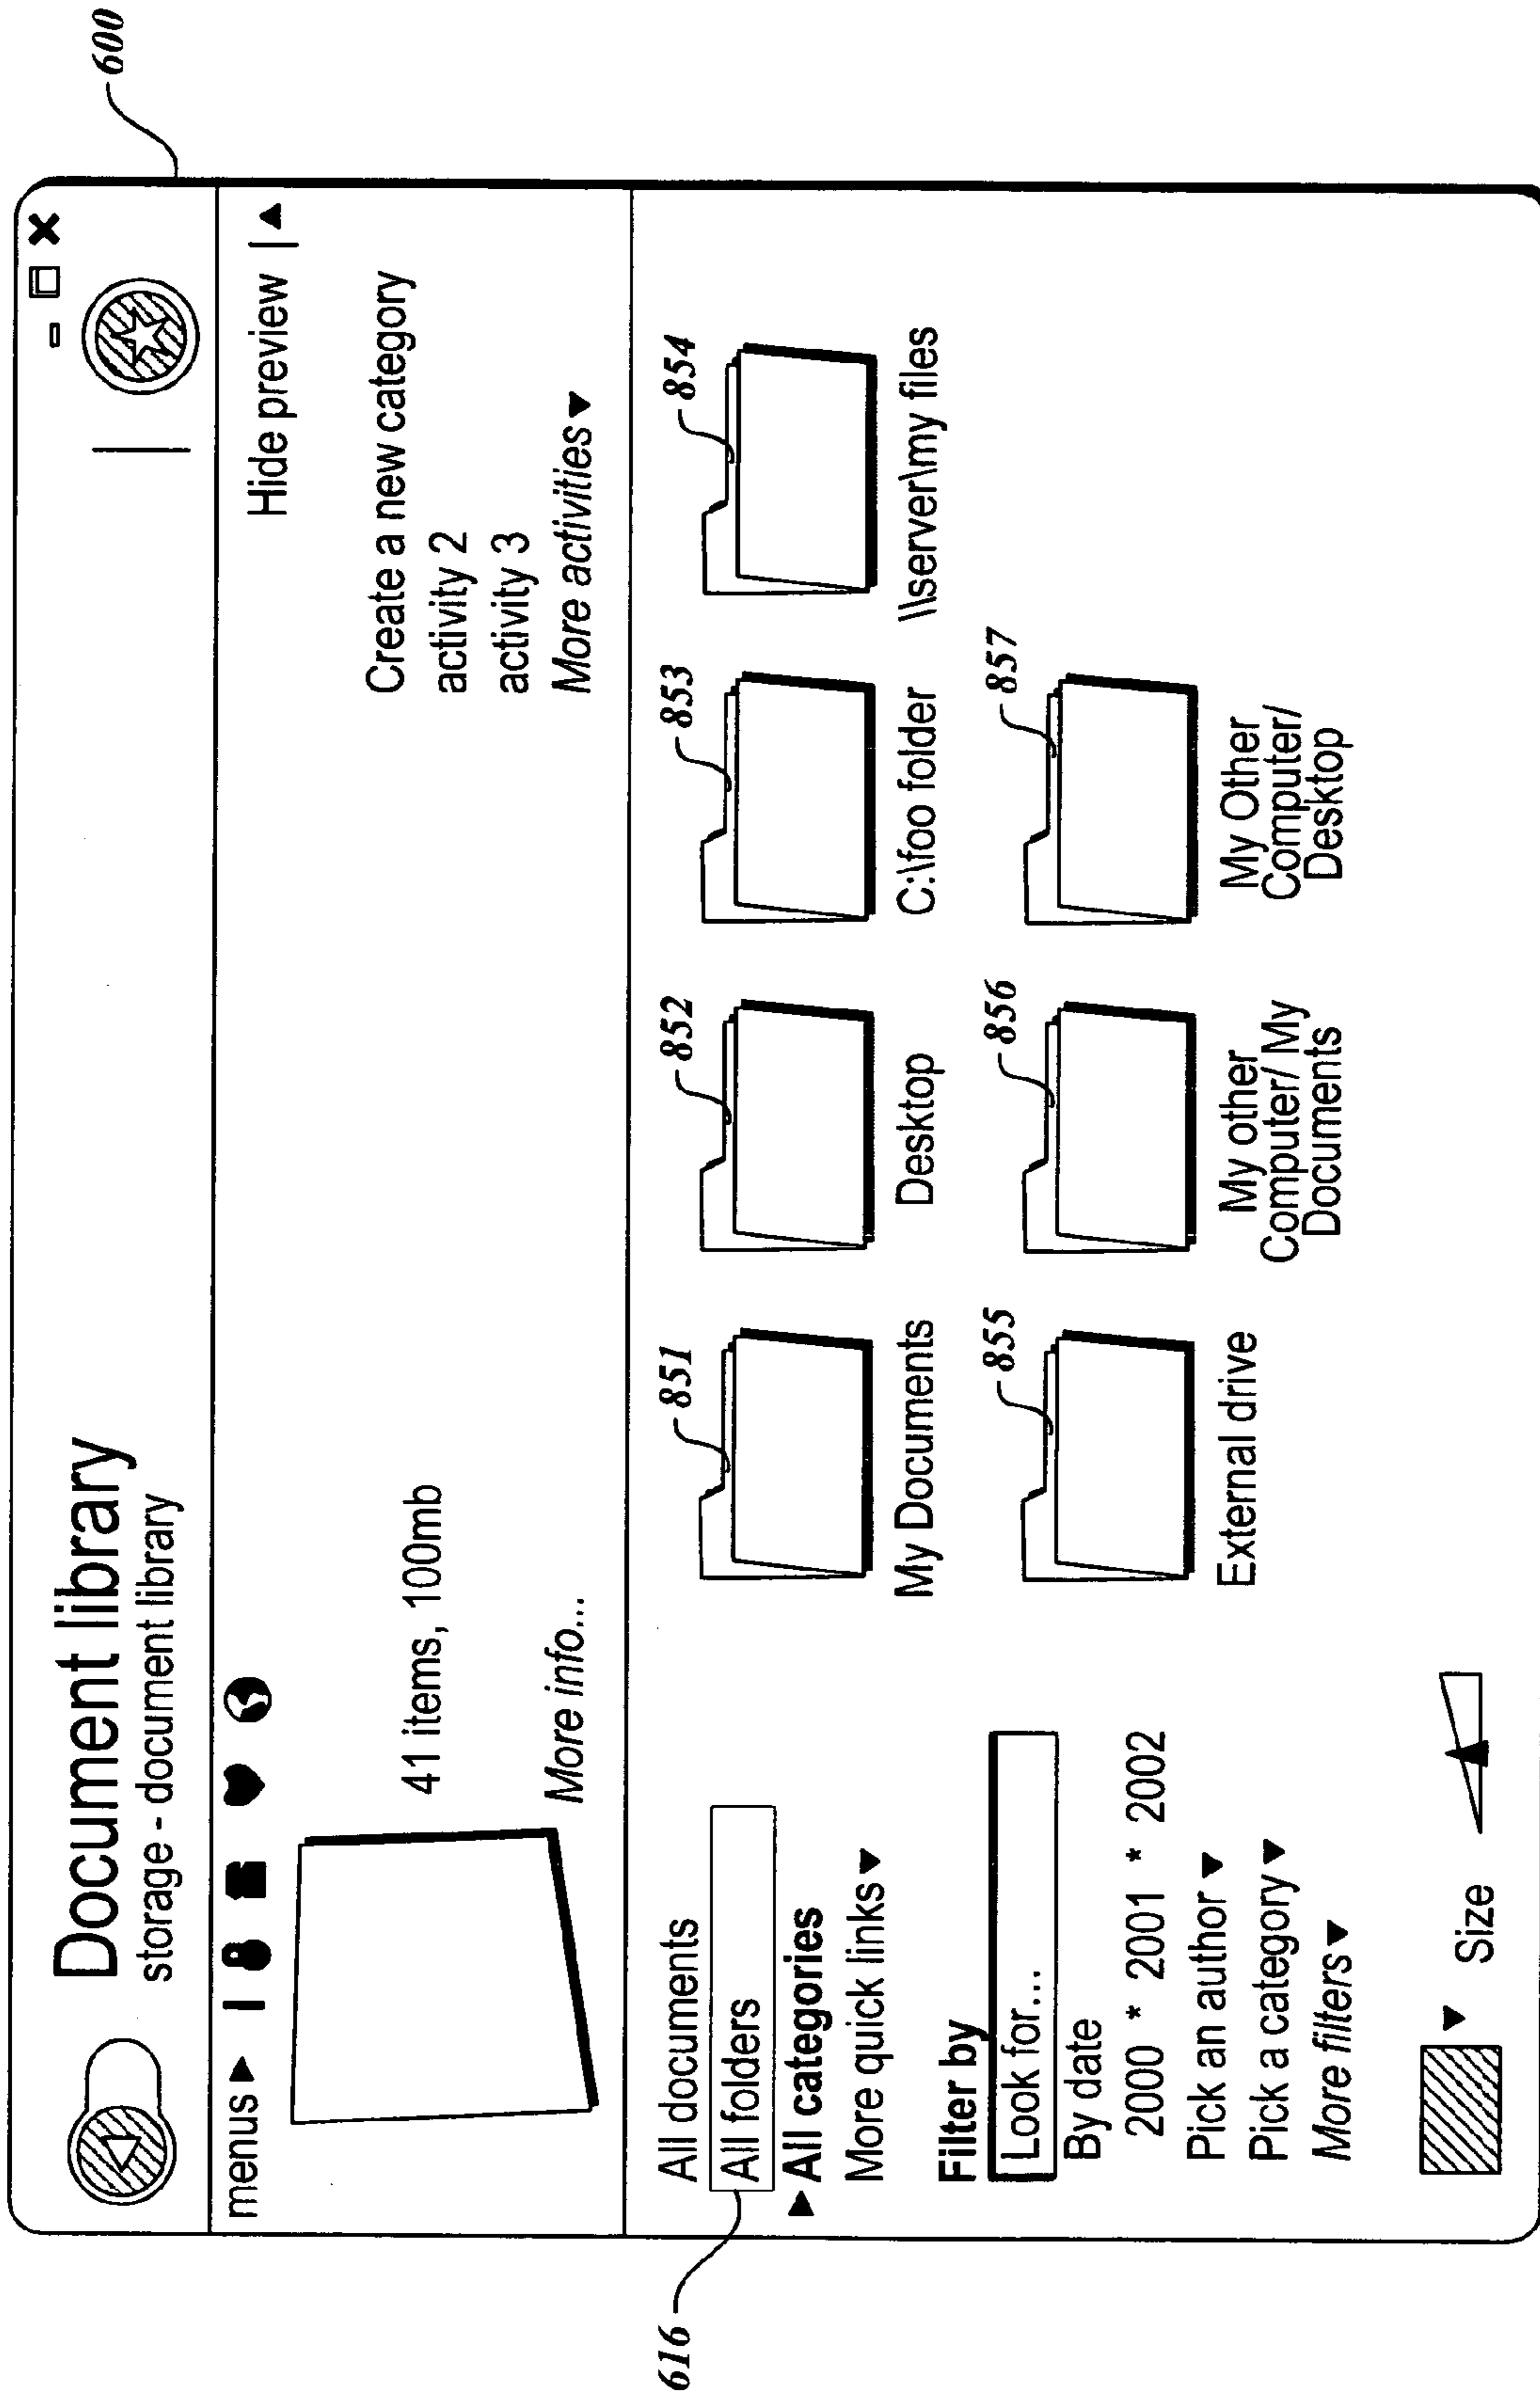 600
Document library
storage - document library
menus
Hide preview
41 items, 100mb
More info...
Create a new category
activity 2
activity 3
More activities
616
All documents
All folders
All categories
More quick links
Filter by
Look for...
By date
2000 * 2001 * 2002
Pick an author
Pick a category
More filters
Size
851
852
853
854
My Documents
Desktop
C:\foo folder
\\server\my files
855
856
857
External drive
My other
Computer/ My
Documents
My Other
Computer/
Desktop